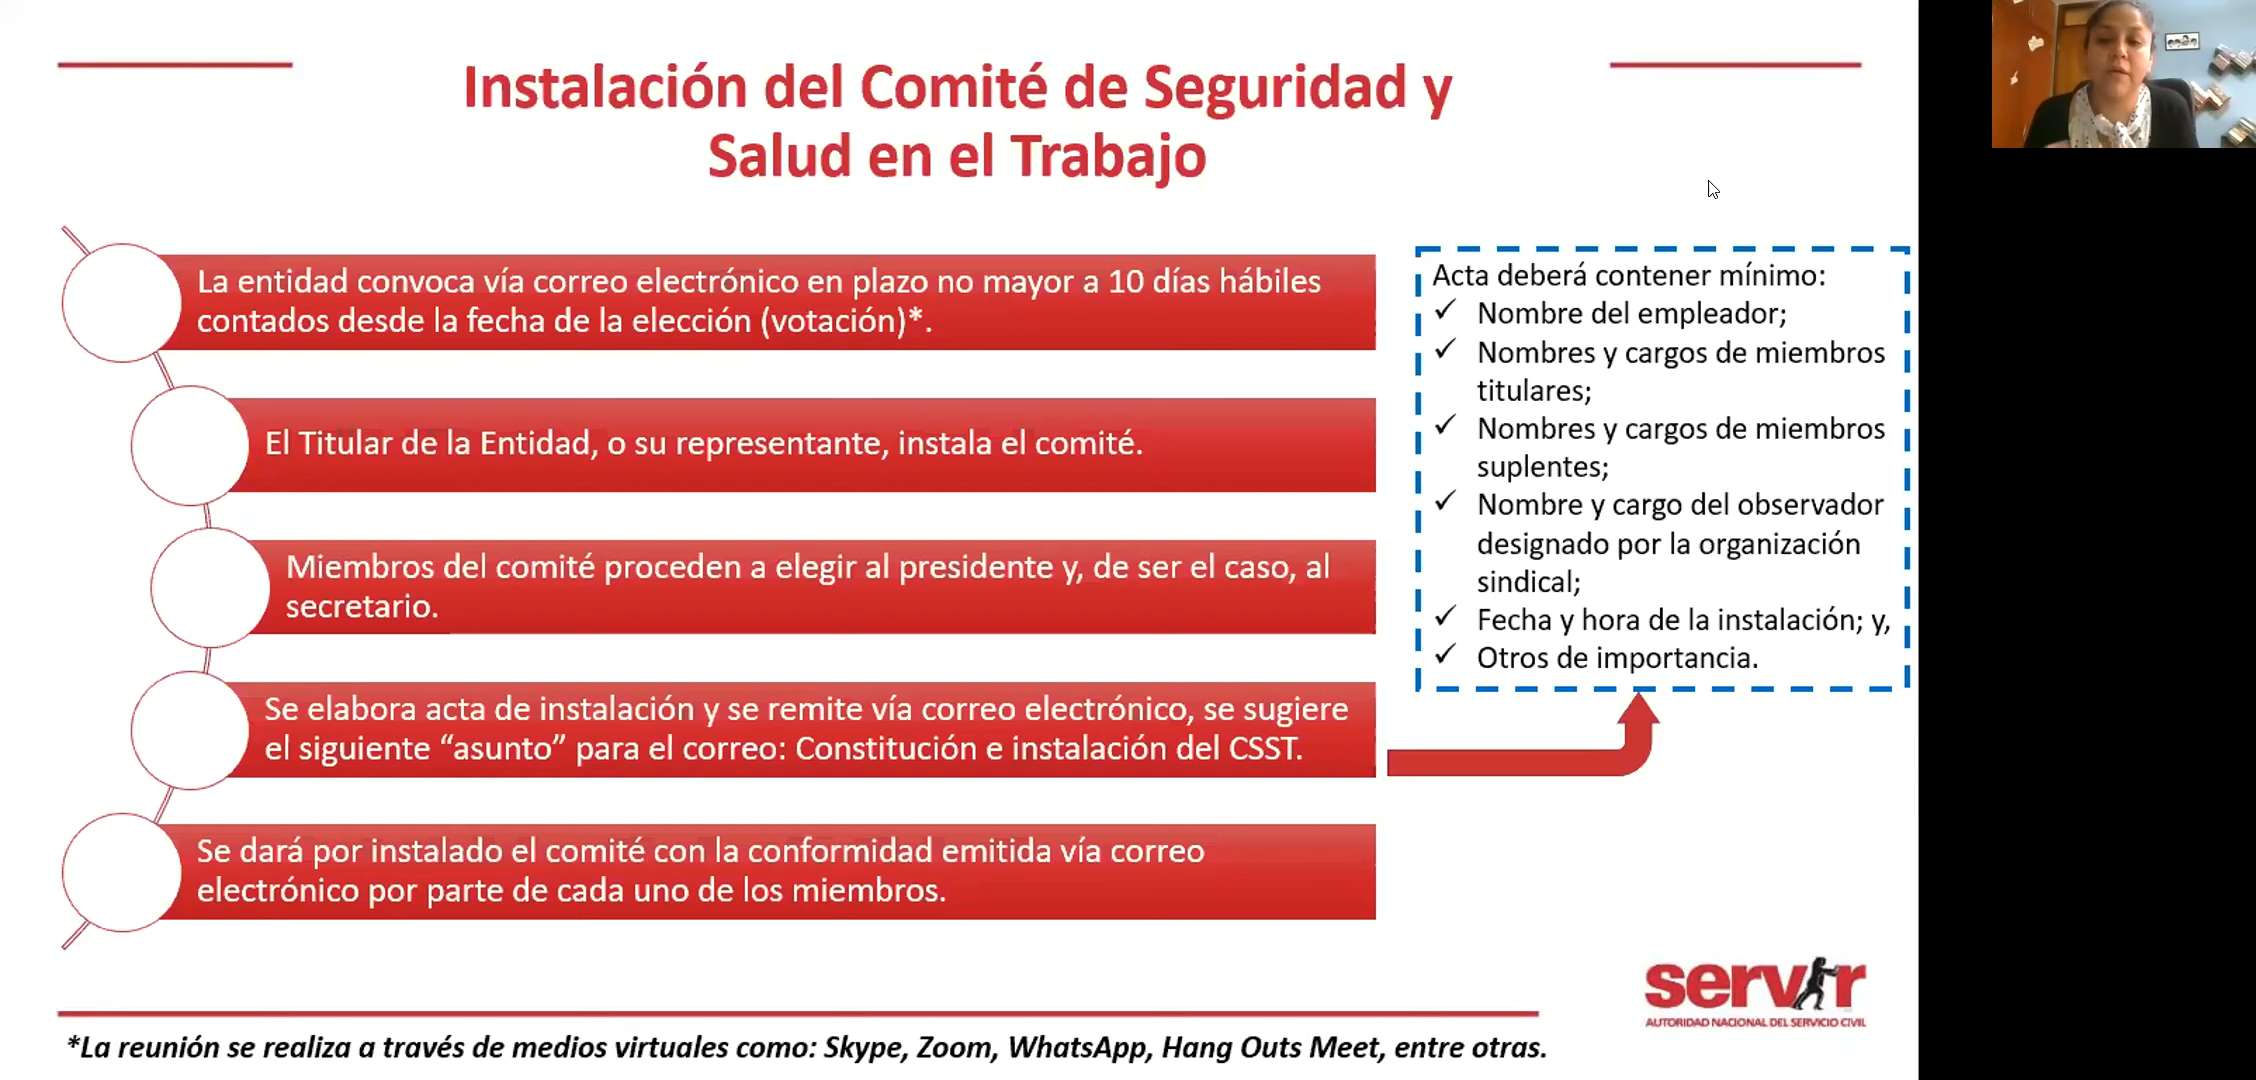 Instalación del Comité de Seguridad y
Salud en el Trabajo
La entidad convoca vía correo electrónico en plazo no mayor a 10 días hábiles
contados desde la fecha de la elección (votación)*.
El Titular de la Entidad, o su representante, instala el comité.
Miembros del comité proceden a elegir al presidente y, de ser el caso, al
secretario.
Se elabora acta de instalación y se remite vía correo electrónico, se sugiere
el siguiente “asunto” para el correo: Constitución e instalación del CSST.
Se dará por instalado el comité con la conformidad emitida vía correo
electrónico por parte de cada uno de los miembros.
Acta deberá contener mínimo:
✓ Nombre del empleador;
✓ Nombres y cargos de miembros
titulares;
✓ Nombres y cargos de miembros
suplentes;
✓ Nombre y cargo del observador
designado por la organización
sindical;
✓ Fecha y hora de la instalación; y,
✓ Otros de importancia.
servir
AUTORIDAD NACIONAL DEL SERVICIO CIVIL
*La reunión se realiza a través de medios virtuales como: Skype, Zoom, WhatsApp, Hang Outs Meet, entre otras.